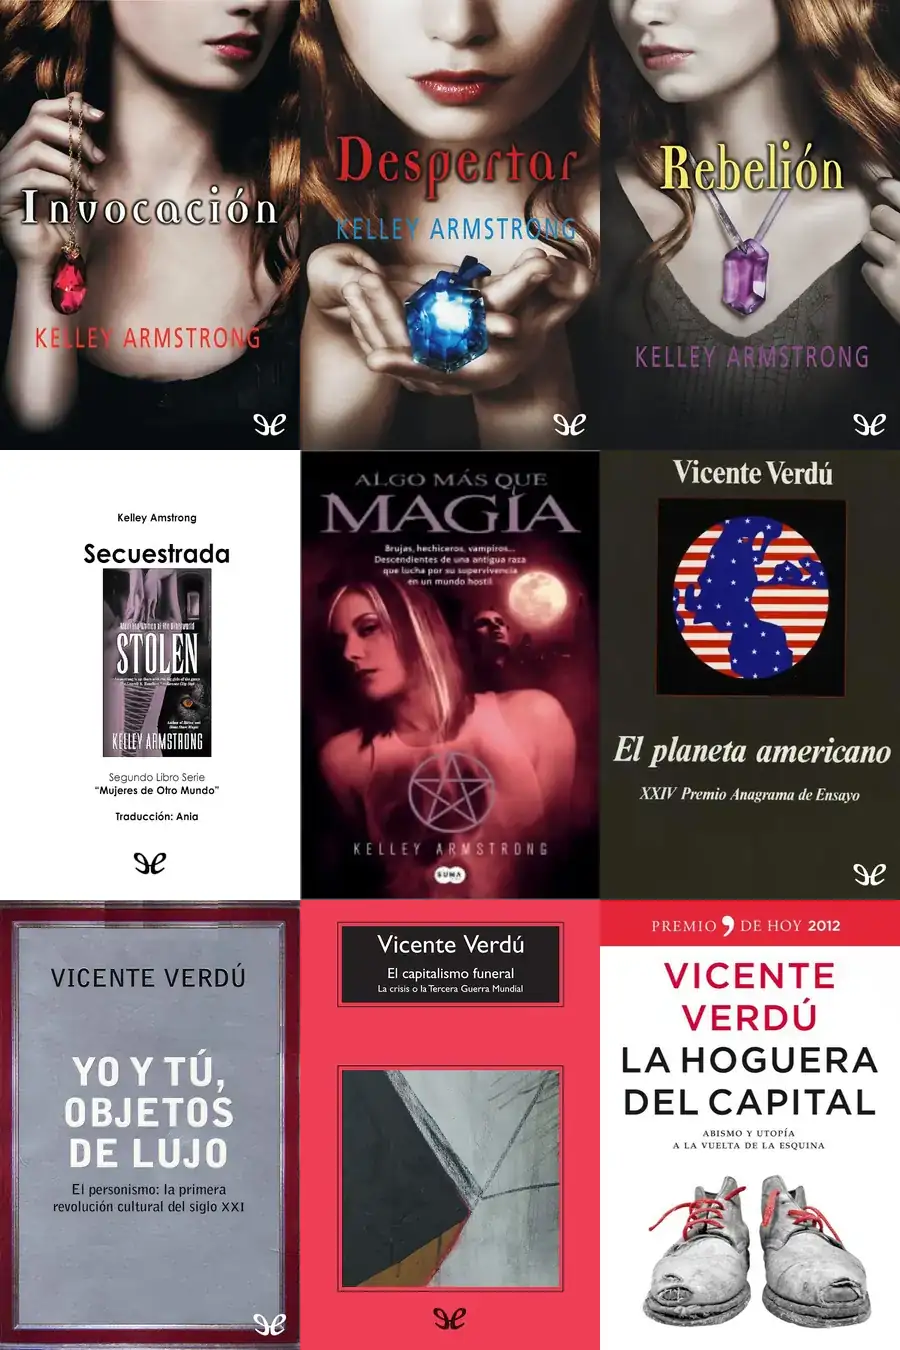 Invocación
KELLEY ARMSTRONG
Despertar
KELLEY ARMSTRONG
Rebelión
KELLEY ARMSTRONG
Kelley Amstrong
Secuestrada
STOLEN
KELLEY ARMSTRONG
Segundo Libro Serie
"Mujeres de Otro Mundo"
Traducción: Ania
ALGO MÁS QUE
MAGIA
Brujas, hechiceros, vampiros...
Descendientes de una antigua raza
que lucha por su supervivencia
en un mundo hostil
KELLEY ARMSTRONG
SUMA
Vicente Verdú
El planeta americano
XXIV Premio Anagrama de Ensayo
VICENTE VERDÚ
YO Y TÚ,
OBJETOS
DE LUJO
El personismo: la primera
revolución cultural del siglo XXI
Vicente Verdú
El capitalismo funeral
La crisis o la Tercera Guerra Mundial
PREMIO DE HOY 2012
VICENTE
VERDÚ
LA HOGUERA
DEL CAPITAL
ABISMO Y UTOPÍA
A LA VUELTA DE LA ESQUINA